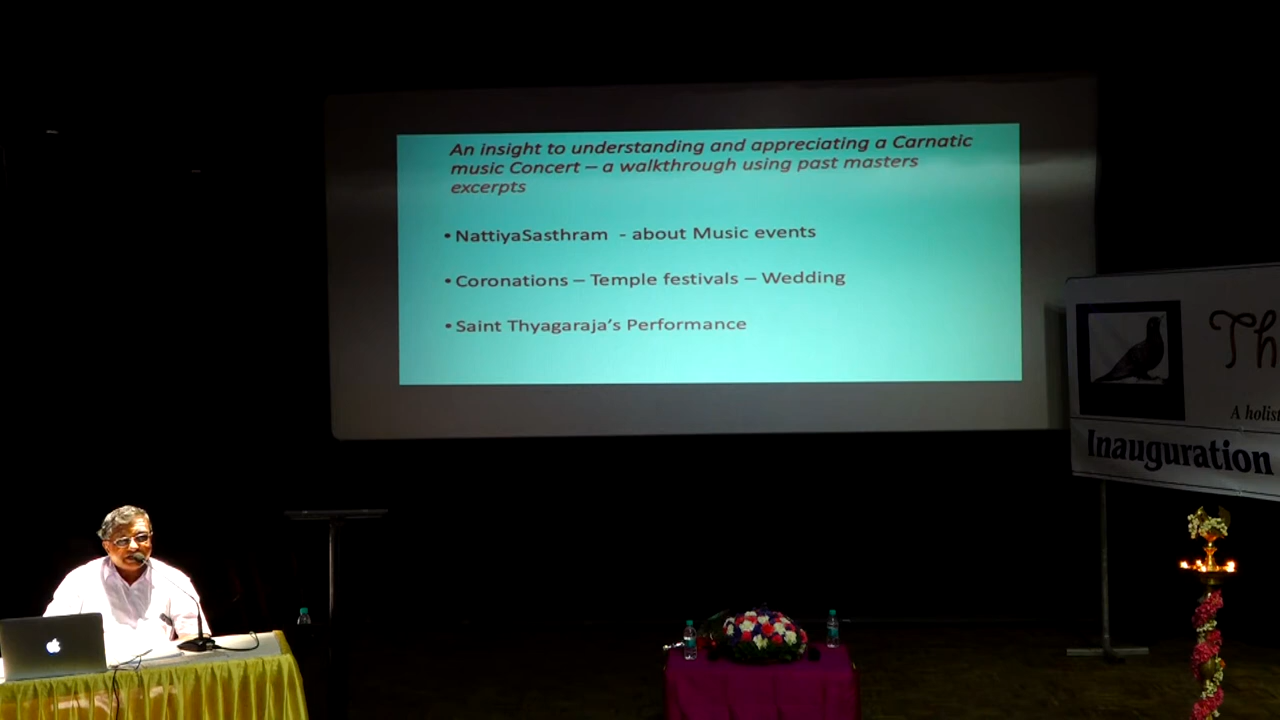 An insight to understanding and appreciating a Carnatic
music Concert – a walkthrough using past masters
excerpts
• NattiyaSasthram - about Music events
• Coronations – Temple festivals – Wedding
• Saint Thyagaraja's Performance
Th
A holist
Inauguration